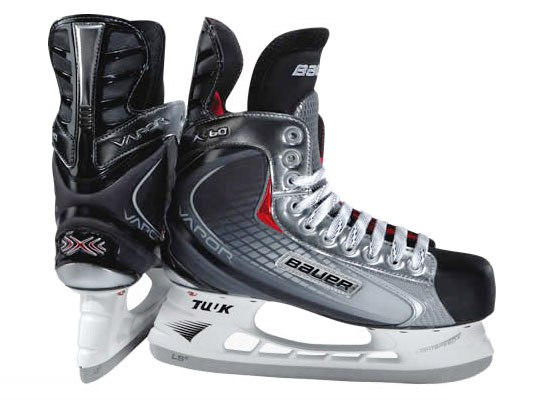 BAUER
X:60
VAPOR
VAPOR
VAPOR
BAUER
TUUK
LS2